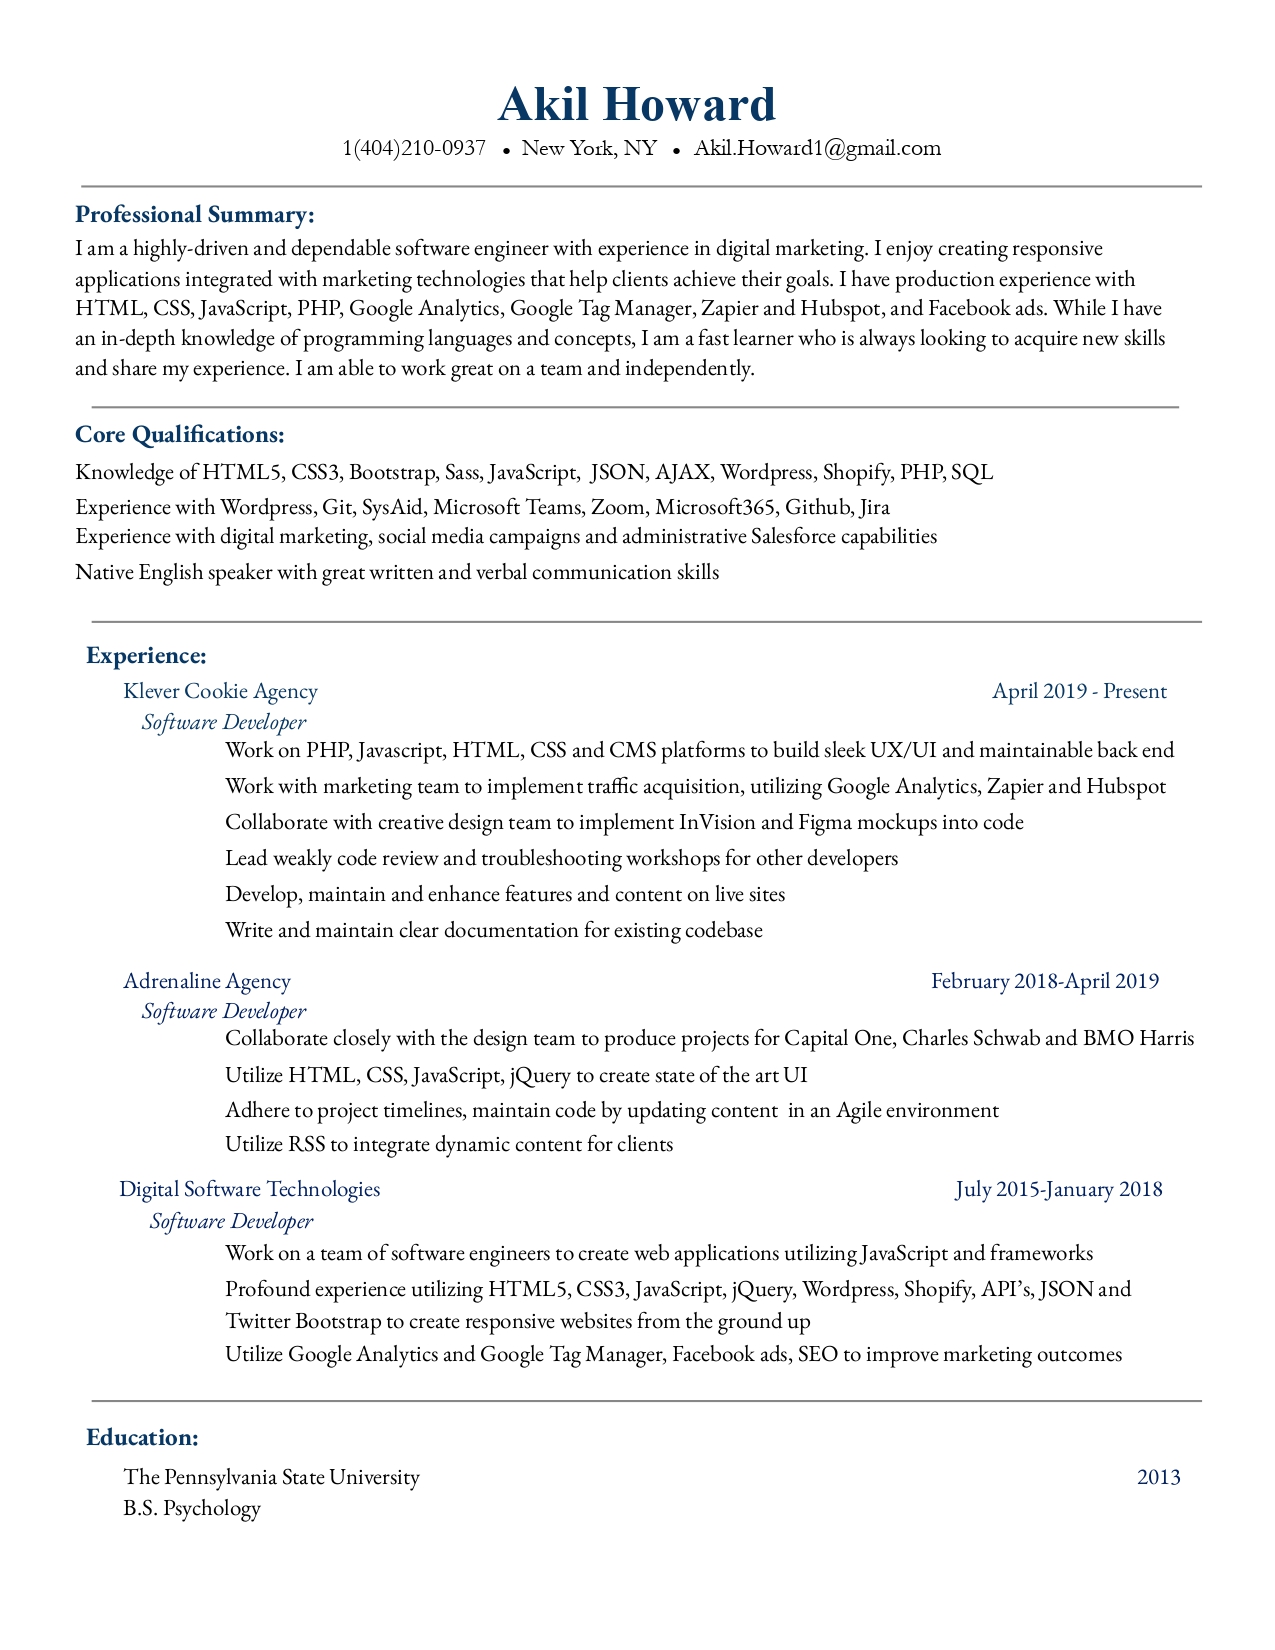 Akil Howard
1(404)210-0937 • New York, NY • Akil.Howard1@gmail.com
Professional Summary:
I am a highly-driven and dependable software engineer with experience in digital marketing. I enjoy creating responsive
applications integrated with marketing technologies that help clients achieve their goals. I have production experience with
HTML, CSS, JavaScript, PHP, Google Analytics, Google Tag Manager, Zapier and Hubspot, and Facebook ads. While I have
an in-depth knowledge of programming languages and concepts, I am a fast learner who is always looking to acquire new skills
and share my experience. I am able to work great on a team and independently.
Core Qualifications:
Knowledge of HTML5, CSS3, Bootstrap, Sass, JavaScript, JSON, AJAX, Wordpress, Shopify, PHP, SQL
Experience with Wordpress, Git, SysAid, Microsoft Teams, Zoom, Microsoft365, Github, Jira
Experience with digital marketing, social media campaigns and administrative Salesforce capabilities
Native English speaker with great written and verbal communication skills
Experience:
Klever Cookie Agency April 2019 - Present
Software Developer
Work on PHP, Javascript, HTML, CSS and CMS platforms to build sleek UX/UI and maintainable back end
Work with marketing team to implement traffic acquisition, utilizing Google Analytics, Zapier and Hubspot
Collaborate with creative design team to implement InVision and Figma mockups into code
Lead weakly code review and troubleshooting workshops for other developers
Develop, maintain and enhance features and content on live sites
Write and maintain clear documentation for existing codebase
Adrenaline Agency February 2018-April 2019
Software Developer
Collaborate closely with the design team to produce projects for Capital One, Charles Schwab and BMO Harris
Utilize HTML, CSS, JavaScript, jQuery to create state of the art UI
Adhere to project timelines, maintain code by updating content in an Agile environment
Utilize RSS to integrate dynamic content for clients
Digital Software Technologies July 2015-January 2018
Software Developer
Work on a team of software engineers to create web applications utilizing JavaScript and frameworks
Profound experience utilizing HTML5, CSS3, JavaScript, jQuery, Wordpress, Shopify, API's, JSON and
Twitter Bootstrap to create responsive websites from the ground up
Utilize Google Analytics and Google Tag Manager, Facebook ads, SEO to improve marketing outcomes
Education:
The Pennsylvania State University 2013
B.S. Psychology